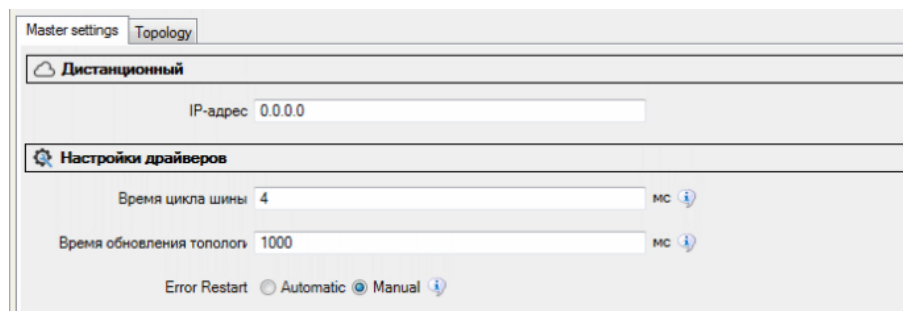 Master settings Topology
Дистанционный
IP-адрес 0.0.0.0
Настройки драйверов
Время цикла шины 4 мс
Время обновления топологи 1000 мс
Error Restart Automatic Manual